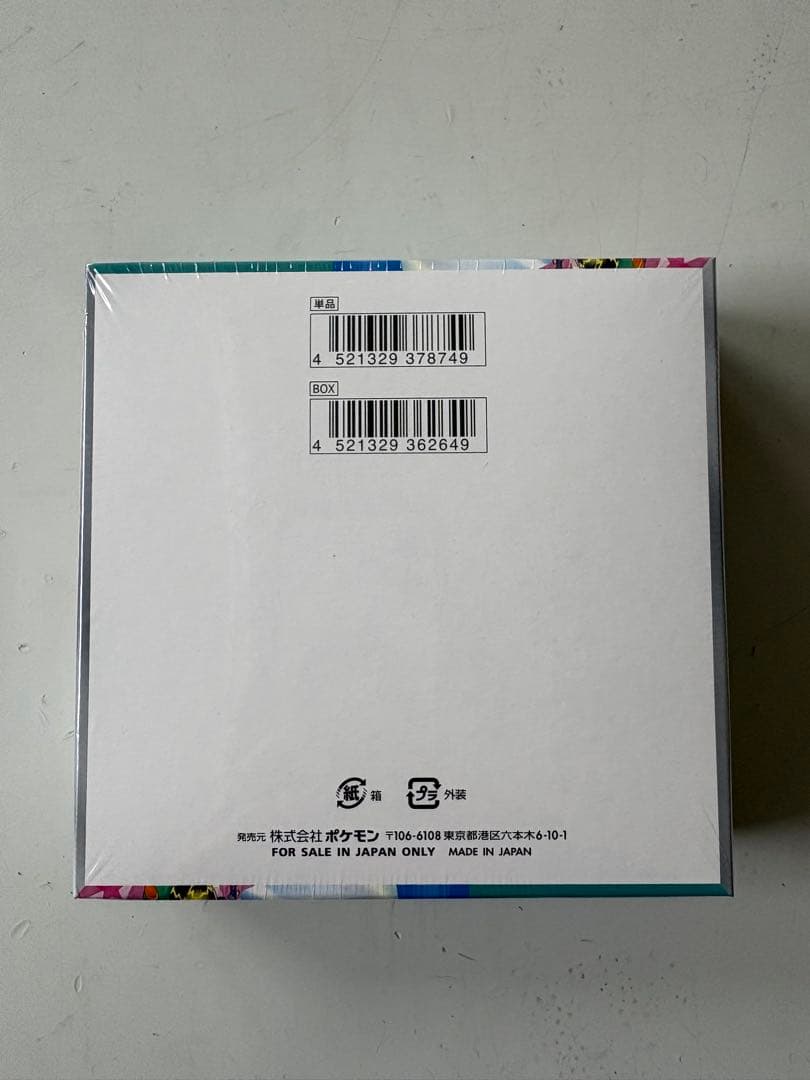 単品
4 521329 378749
BOX
4 521329 362649
紙 箱 プラ 外装
発売元 株式会社 ポケモン 〒106-6108 東京都港区六本木6-10-1
FOR SALE IN JAPAN ONLY MADE IN JAPAN